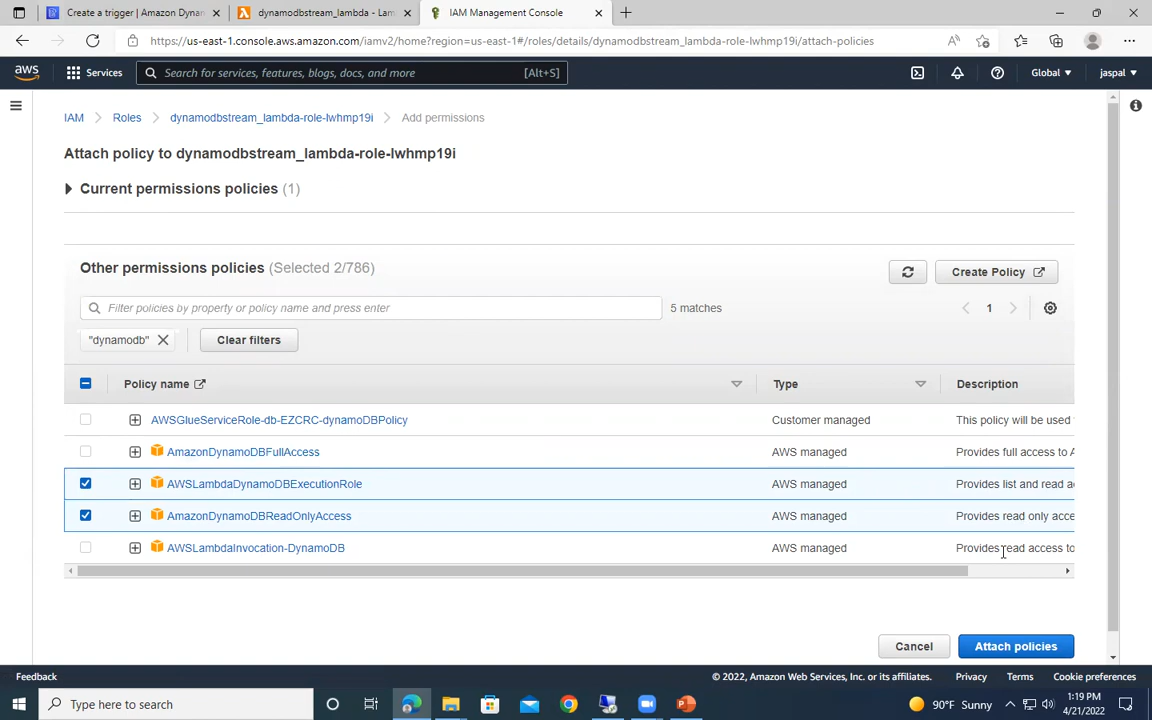 Create a trigger | Amazon Dynam
dynamodbstream_lambda - Lam
IAM Management Console
https://us-east-1.console.aws.amazon.com/iamv2/home?region=us-east-1#/roles/details/dynamodbstream_lambda-role-lwhmp19i/attach-policies
aws
Services
Search for services, features, blogs, docs, and more
[Alt+S]
Global
jaspal
IAM
Roles
dynamodbstream_lambda-role-lwhmp19i
Add permissions
Attach policy to dynamodbstream_lambda-role-lwhmp19i
Current permissions policies (1)
Other permissions policies (Selected 2/786)
Create Policy
Filter policies by property or policy name and press enter
5 matches
1
"dynamodb"
Clear filters
Policy name
Type
Description
AWSGlueServiceRole-db-EZCRC-dynamoDBPolicy
Customer managed
This policy will be used
AmazonDynamoDBFullAccess
AWS managed
Provides full access to A
AWSLambdaDynamoDBExecutionRole
AWS managed
Provides list and read a
AmazonDynamoDBReadOnlyAccess
AWS managed
Provides read only acce
AWSLambdaInvocation-DynamoDB
AWS managed
Provides read access to
Cancel
Attach policies
Feedback
© 2022, Amazon Web Services, Inc. or its affiliates.
Privacy
Terms
Cookie preferences
Type here to search
90°F Sunny
1:19 PM
4/21/2022